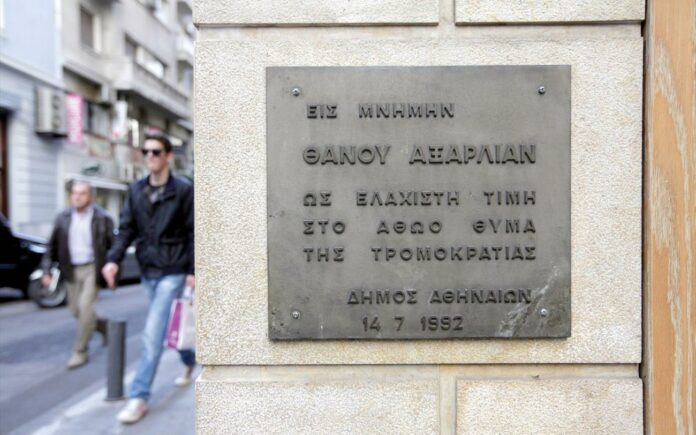 ΕΙΣ ΜΝΗΜΗΝ
ΘΑΝΟΥ ΑΞΑΡΛΙΑΝ
ΩΣ ΕΛΑΧΙΣΤΗ ΤΙΜΗ
ΣΤΟ ΑΘΩΟ ΘΥΜΑ
ΤΗΣ ΤΡΟΜΟΚΡΑΤΙΑΣ
ΔΗΜΟΣ ΑΘΗΝΑΙΩΝ
14 7 1992